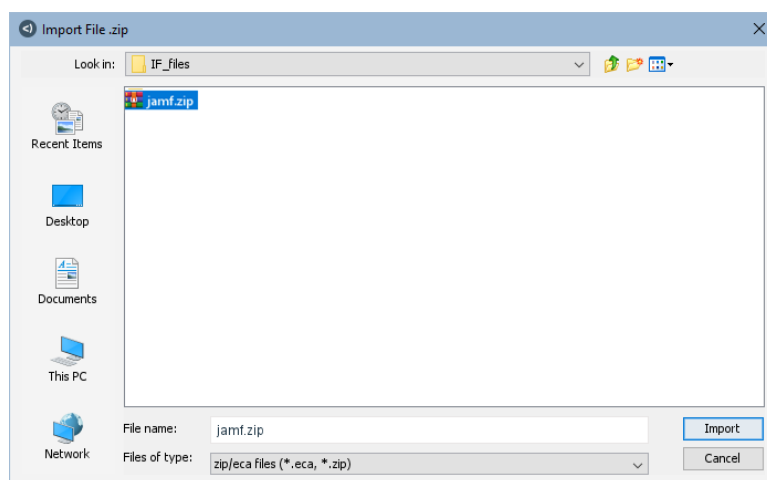 Import File .zip
Look in: IF_files
jamf.zip
Recent Items
Desktop
Documents
This PC
Network
File name: jamf.zip Import
Files of type: zip/eca files (*.eca, *.zip) Cancel